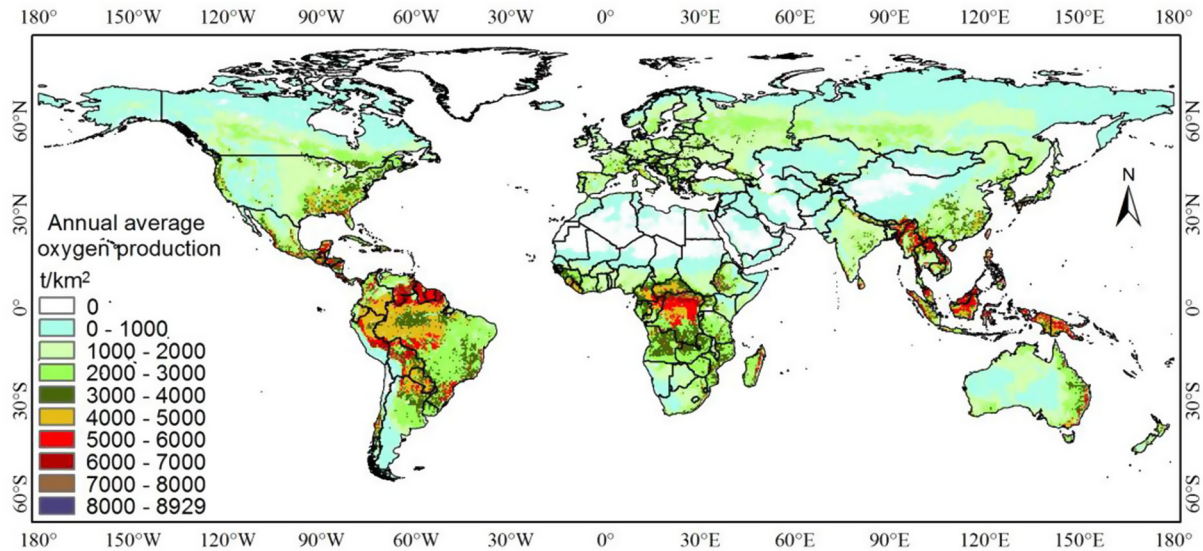 180° 150°W 120°W 90°W 60°W 30°W 0° 30°E 60°E 90°E 120°E 150°E 180°
60°N
30°N
0°
30°S
60°S
N
Annual average
oxygen production
t/km²
0
0 - 1000
1000 - 2000
2000 - 3000
3000 - 4000
4000 - 5000
5000 - 6000
6000 - 7000
7000 - 8000
8000 - 8929
60°N
30°N
0°
30°S
60°S
180° 150°W 120°W 90°W 60°W 30°W 0° 30°E 60°E 90°E 120°E 150°E 180°